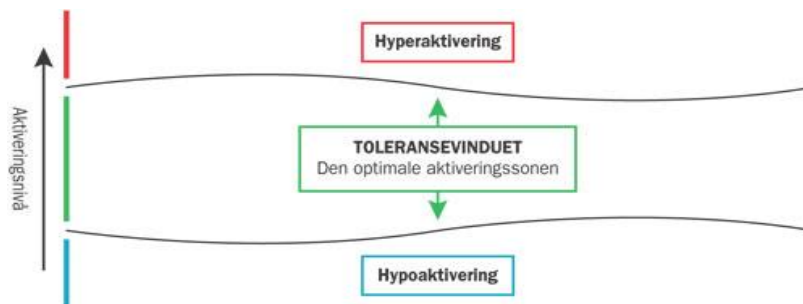 Hyperaktivering
Aktiveringsnivå
TOLERANSEVINDUET
Den optimale aktiveringssonen
Hypoaktivering